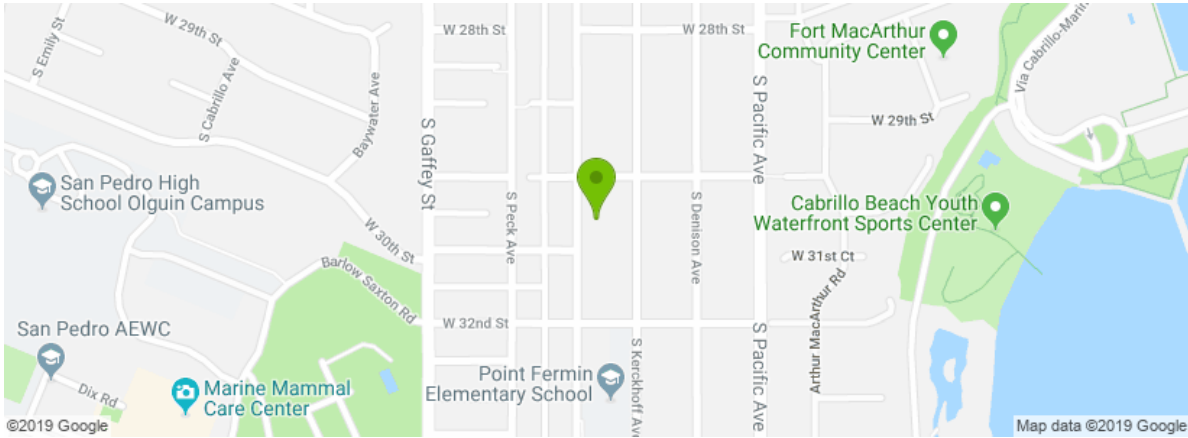 W 28th St
W 28th St
Fort MacArthur
Community Center
S Emily St
W 29th St
S Cabrillo Ave
Baywater Ave
S Gaffey St
S Pacific Ave
W 29th St
Via Cabrillo-Marin
San Pedro High
School Olguin Campus
W 30th St
S Peck Ave
S Denison Ave
Cabrillo Beach Youth
Waterfront Sports Center
Barlow Saxton Rd
W 31st Ct
Arthur MacArthur Rd
San Pedro AEWC
W 32nd St
S Pacific Ave
Dix Rd
Marine Mammal
Care Center
Point Fermin
Elementary School
S Kerckhoff Ave
©2019 Google
Map data ©2019 Google